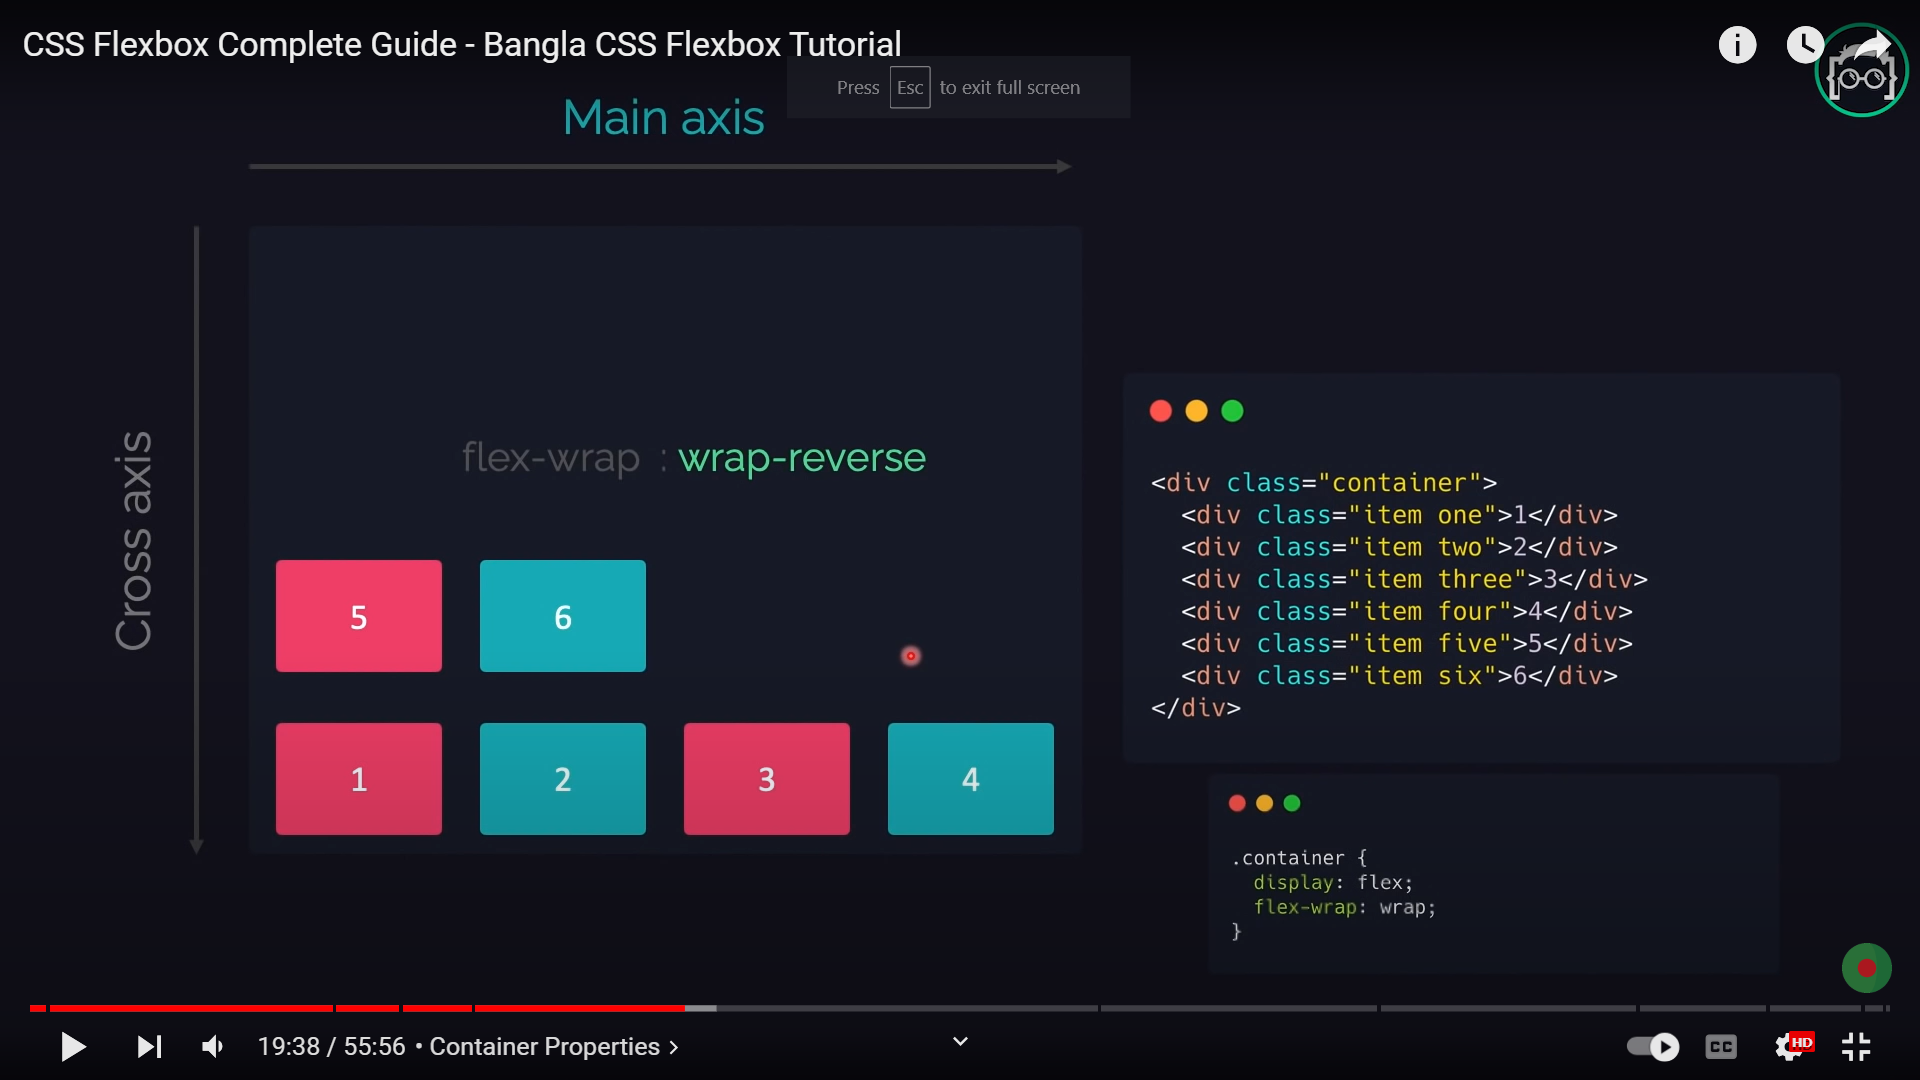 CSS Flexbox Complete Guide - Bangla CSS Flexbox Tutorial
Press Esc to exit full screen
Main axis
Cross axis
flex-wrap : wrap-reverse
5 6
1 2 3 4
<div class="container">
  <div class="item one">1</div>
  <div class="item two">2</div>
  <div class="item three">3</div>
  <div class="item four">4</div>
  <div class="item five">5</div>
  <div class="item six">6</div>
</div>
.container {
  display: flex;
  flex-wrap: wrap;
}
19:38 / 55:56 • Container Properties >
CC
HD